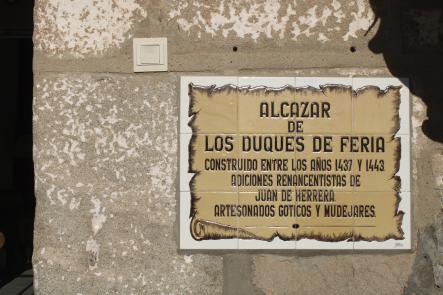 ALCAZAR
DE
LOS DUQUES DE FERIA
CONSTRUIDO ENTRE LOS AÑOS 1437 Y 1443
ADICIONES RENANCENTISTAS DE
JUAN DE HERRERA.
ARTESONADOS GOTICOS Y MUDEJARES.